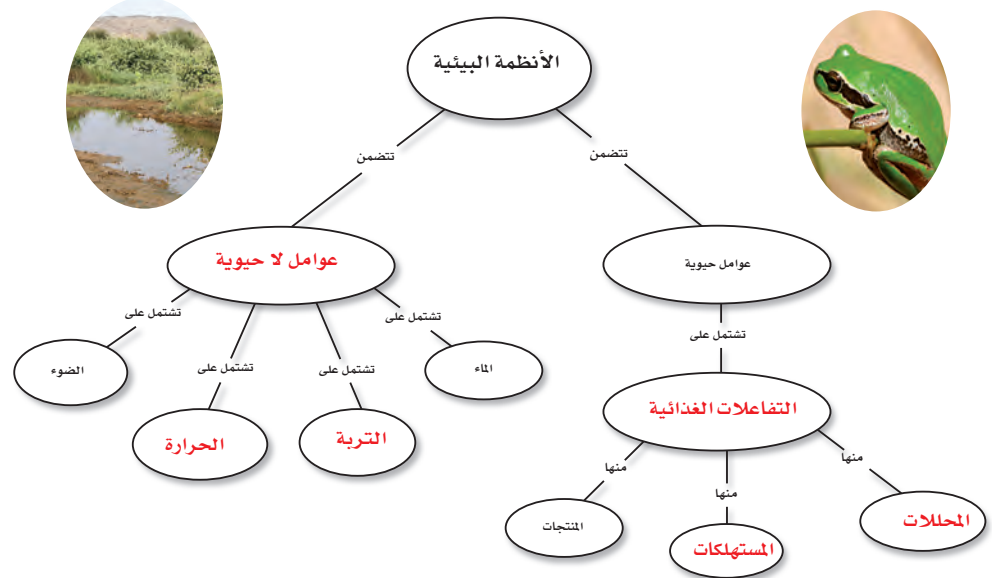 الأنظمة البيئية
تتضمن
تتضمن
عوامل حيوية
عوامل لا حيوية
تشتمل على
تشتمل على
تشتمل على
تشتمل على
تشتمل على
الماء
التربة
الحرارة
الضوء
التفاعلات الغذائية
منها
منها
منها
المحللات
المستهلكات
المنتجات